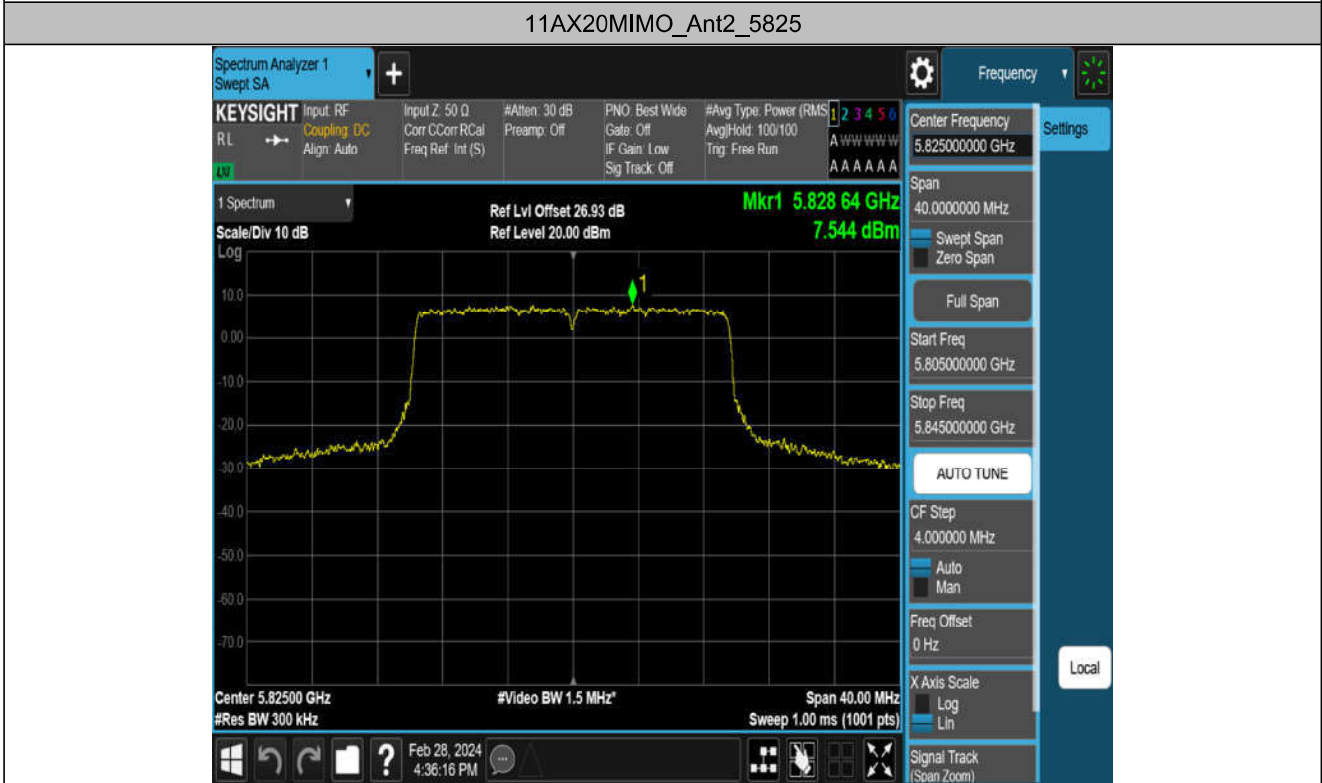 11AX20MIMO_Ant2_5825
Spectrum Analyzer 1
Swept SA
+
Frequency
KEYSIGHT
RL
Input: RF
Coupling: DC
Align: Auto
Input Z: 50 Ω
Corr CCorr RCal
Freq Ref: Int (S)
#Atten: 30 dB
Preamp: Off
PNO: Best Wide
Gate: Off
IF Gain: Low
Sig Track: Off
#Avg Type: Power (RMS
Avg|Hold: 100/100
Trig: Free Run
1 2 3 4 5 6
A W W W W W
A A A A A A
1 Spectrum
Scale/Div 10 dB
Log
Ref Lvl Offset 26.93 dB
Ref Level 20.00 dBm
Mkr1 5.828 64 GHz
7.544 dBm
1
10.0
0.00
-10.0
-20.0
-30.0
-40.0
-50.0
-60.0
-70.0
Center 5.82500 GHz
#Res BW 300 kHz
#Video BW 1.5 MHz*
Span 40.00 MHz
Sweep 1.00 ms (1001 pts)
?
Feb 28, 2024
4:36:16 PM
Center Frequency
5.825000000 GHz
Settings
Span
40.0000000 MHz
Swept Span
Zero Span
Full Span
Start Freq
5.805000000 GHz
Stop Freq
5.845000000 GHz
AUTO TUNE
CF Step
4.000000 MHz
Auto
Man
Freq Offset
0 Hz
X Axis Scale
Log
Lin
Local
Signal Track
(Span Zoom)